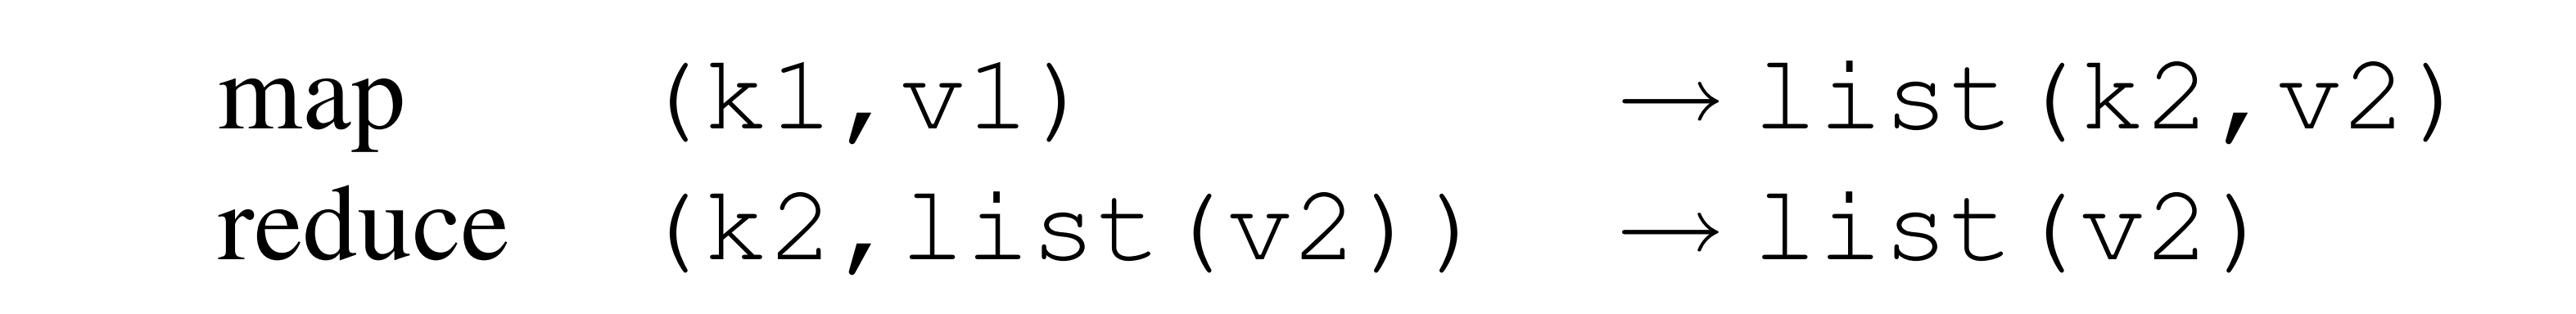 map (k1,v1) → list(k2,v2)
reduce (k2,list(v2)) → list(v2)